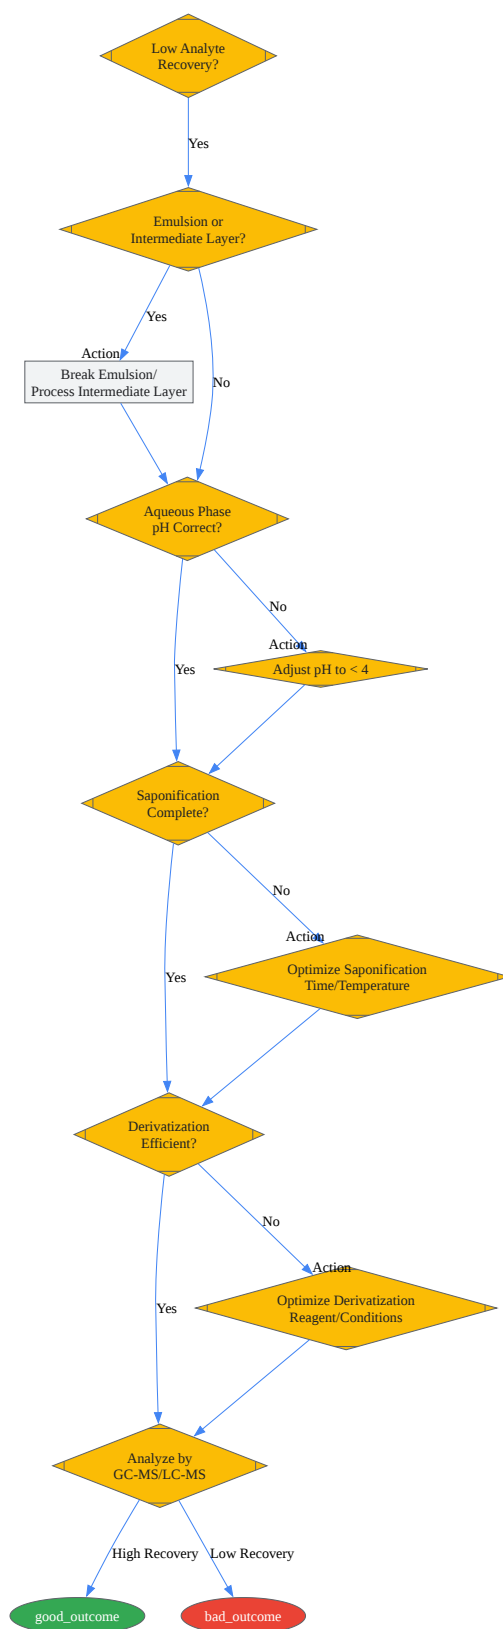 Low Analyte
Recovery?
Yes
Emulsion or
Intermediate Layer?
Yes
Action
Break Emulsion/
Process Intermediate Layer
No
Aqueous Phase
pH Correct?
No
Action
Adjust pH to < 4
Yes
Saponification
Complete?
No
Action
Optimize Saponification
Time/Temperature
Yes
Derivatization
Efficient?
No
Action
Optimize Derivatization
Reagent/Conditions
Yes
Analyze by
GC-MS/LC-MS
High Recovery
Low Recovery
good_outcome
bad_outcome